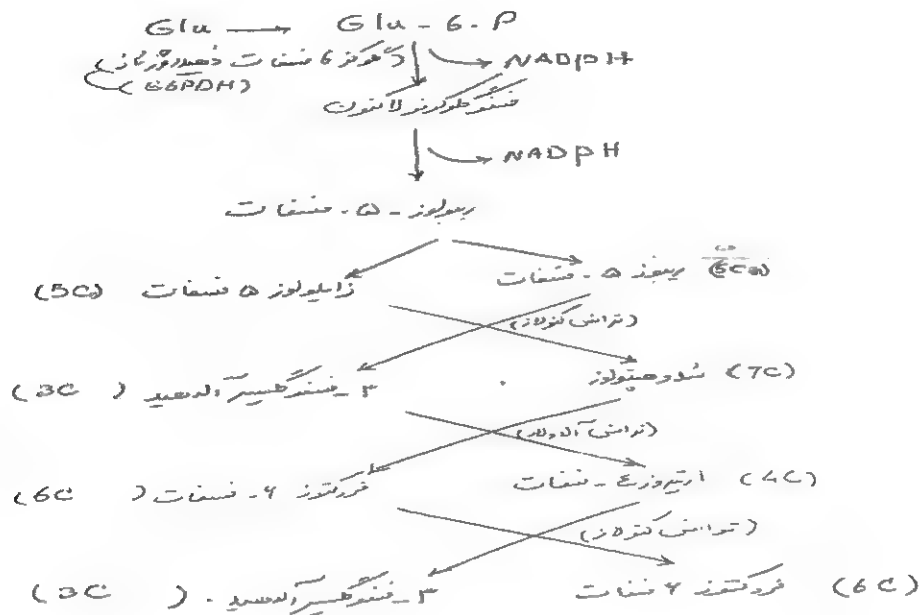 Glu → Glu-6-P
(گلوکز 6 فسفات دهیدروژناز) NADPH
(G6PDH)
فسفوگلوکونولاکتون
NADPH
ریبولوز - ۵ - فسفات
(5C) زایلولوز ۵ فسفات ریبوز ۵ - فسفات (5C)
(ترانس کتولاز)
(3C) ۳ - فسفوگلیسرآلدهید سدوهپتولوز (7C)
(ترانس آلدولاز)
(6C) فروکتوز ۶ - فسفات اریتروز ۴ - فسفات (4C)
(ترانس کتولاز)
(3C) ۳ - فسفوگلیسرآلدهید . فروکتوز ۶ فسفات (6C)